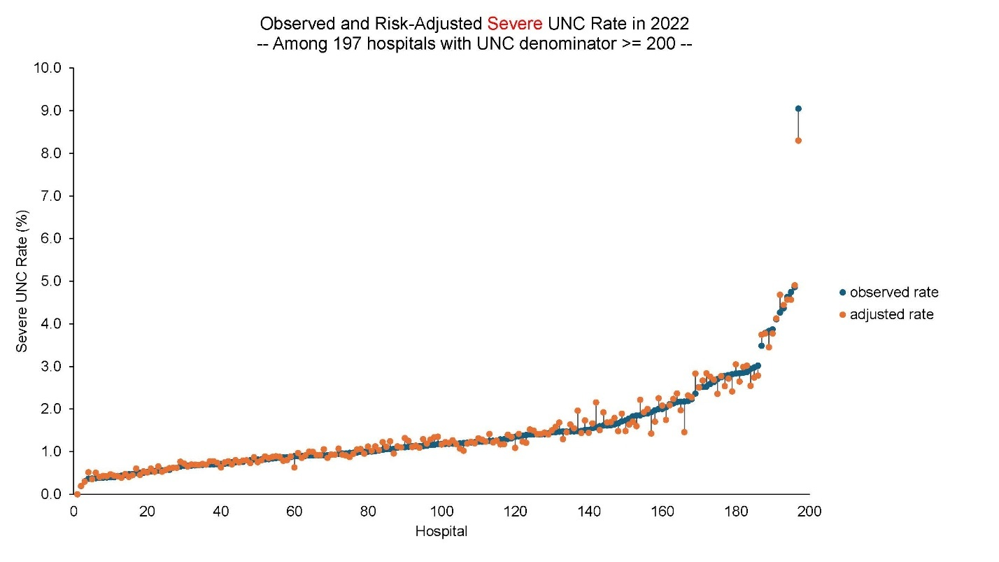 Observed and Risk-Adjusted Severe UNC Rate in 2022
-- Among 197 hospitals with UNC denominator >= 200 --
10.0
9.0
8.0
7.0
6.0
5.0
4.0
3.0
2.0
1.0
0.0
Severe UNC Rate (%)
0 20 40 60 80 100 120 140 160 180 200
Hospital
observed rate
adjusted rate